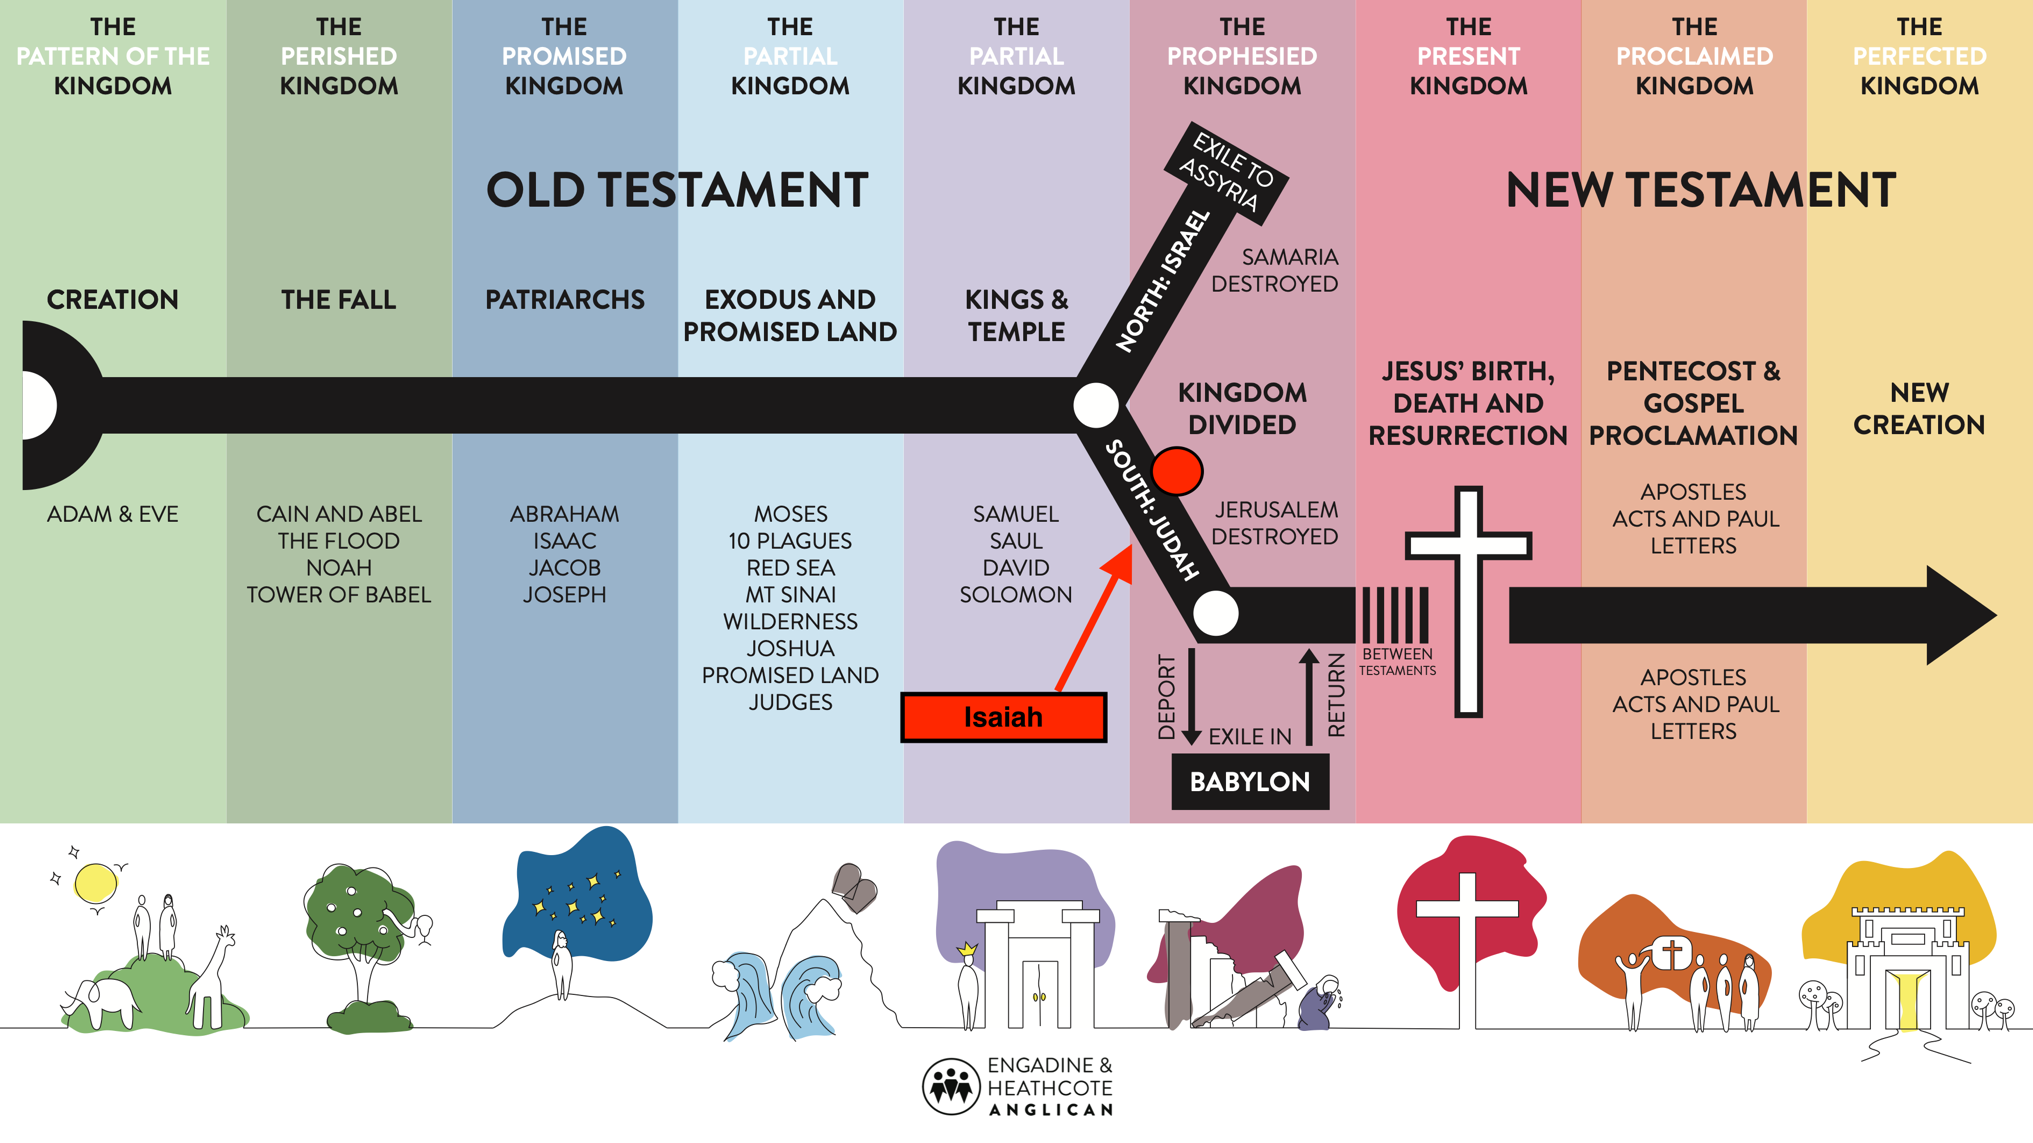 THE
PATTERN OF THE
KINGDOM
THE
PERISHED
KINGDOM
THE
PROMISED
KINGDOM
THE
PARTIAL
KINGDOM
THE
PARTIAL
KINGDOM
THE
PROPHESIED
KINGDOM
THE
PRESENT
KINGDOM
THE
PROCLAIMED
KINGDOM
THE
PERFECTED
KINGDOM
OLD TESTAMENT
NEW TESTAMENT
CREATION
ADAM & EVE
THE FALL
CAIN AND ABEL
THE FLOOD
NOAH
TOWER OF BABEL
PATRIARCHS
ABRAHAM
ISAAC
JACOB
JOSEPH
EXODUS AND
PROMISED LAND
MOSES
10 PLAGUES
RED SEA
MT SINAI
WILDERNESS
JOSHUA
PROMISED LAND
JUDGES
KINGS &
TEMPLE
SAMUEL
SAUL
DAVID
SOLOMON
Isaiah
EXILE TO
ASSYRIA
NORTH: ISRAEL
SAMARIA
DESTROYED
KINGDOM
DIVIDED
SOUTH: JUDAH
JERUSALEM
DESTROYED
DEPORT
EXILE IN
RETURN
BABYLON
JESUS' BIRTH,
DEATH AND
RESURRECTION
BETWEEN
TESTAMENTS
PENTECOST &
GOSPEL
PROCLAMATION
APOSTLES
ACTS AND PAUL
LETTERS
APOSTLES
ACTS AND PAUL
LETTERS
NEW
CREATION
ENGADINE &
HEATHCOTE
ANGLICAN